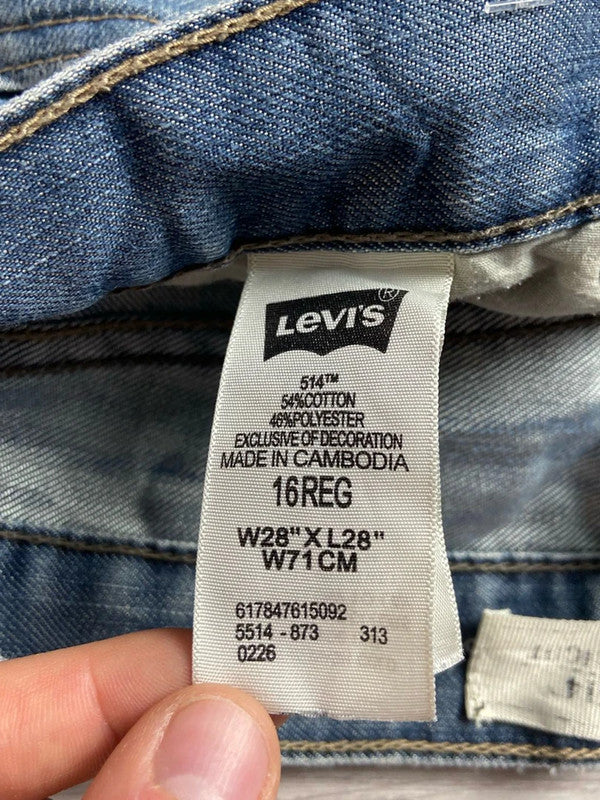 LEVI'S®
514™
54%COTTON
46%POLYESTER
EXCLUSIVE OF DECORATION
MADE IN CAMBODIA
16REG
W28" X L28"
W71CM
617847615092
5514 - 873 313
0226